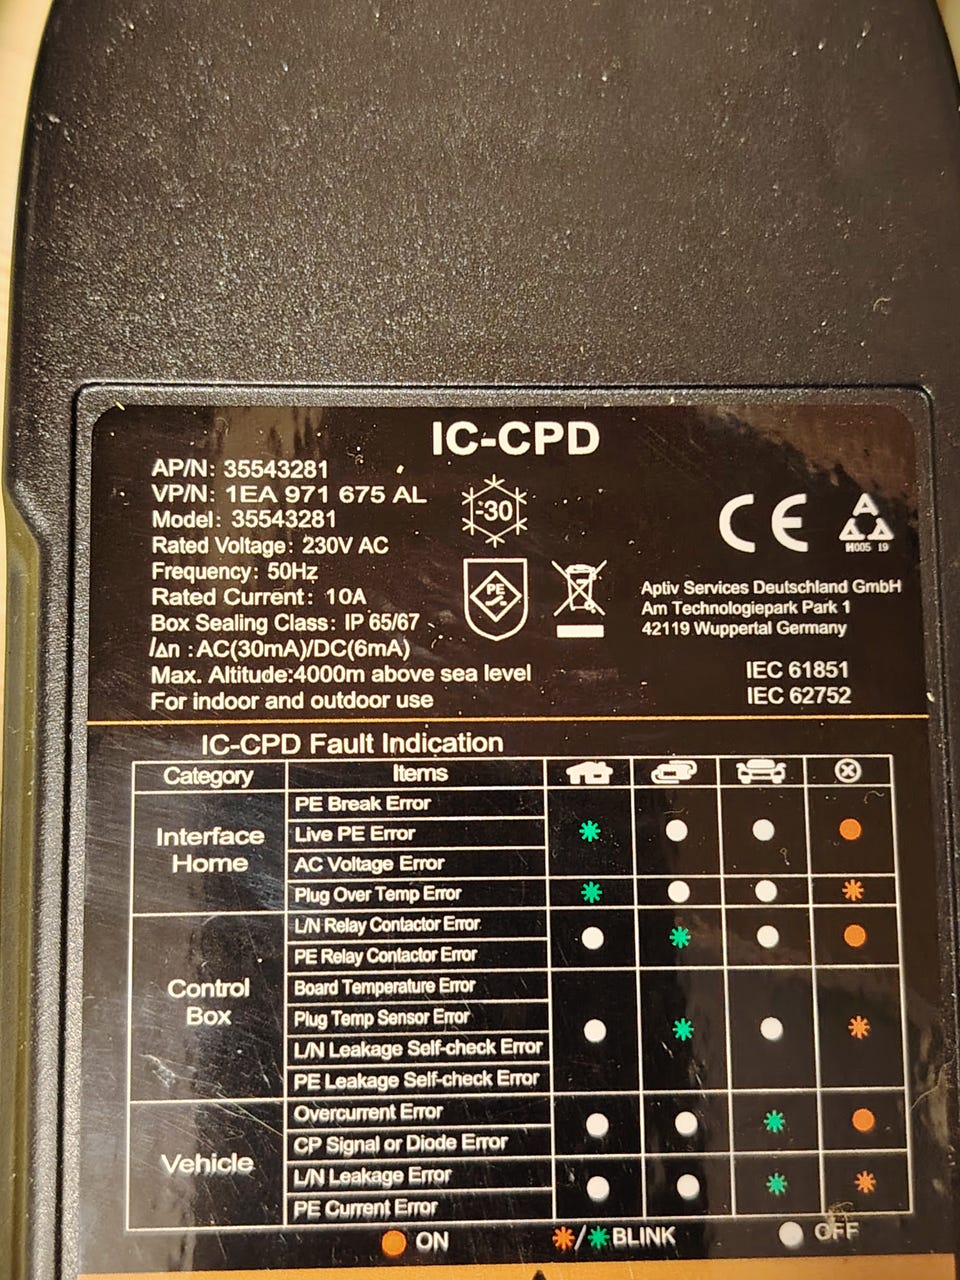 IC-CPD
AP/N: 35543281
VP/N: 1EA 971 675 AL
Model: 35543281
Rated Voltage: 230V AC
Frequency: 50Hz
Rated Current: 10A
Box Sealing Class: IP 65/67
I∆n : AC(30mA)/DC(6mA)
Max. Altitude:4000m above sea level
For indoor and outdoor use
-30
PE
CE
A
H005 19
Aptiv Services Deutschland GmbH
Am Technologiepark Park 1
42119 Wuppertal Germany
IEC 61851
IEC 62752
IC-CPD Fault Indication
Category Items
Interface Home
PE Break Error
Live PE Error
AC Voltage Error
Plug Over Temp Error
Control Box
L/N Relay Contactor Error
PE Relay Contactor Error
Board Temperature Error
Plug Temp Sensor Error
L/N Leakage Self-check Error
PE Leakage Self-check Error
Vehicle
Overcurrent Error
CP Signal or Diode Error
L/N Leakage Error
PE Current Error
ON / BLINK OFF